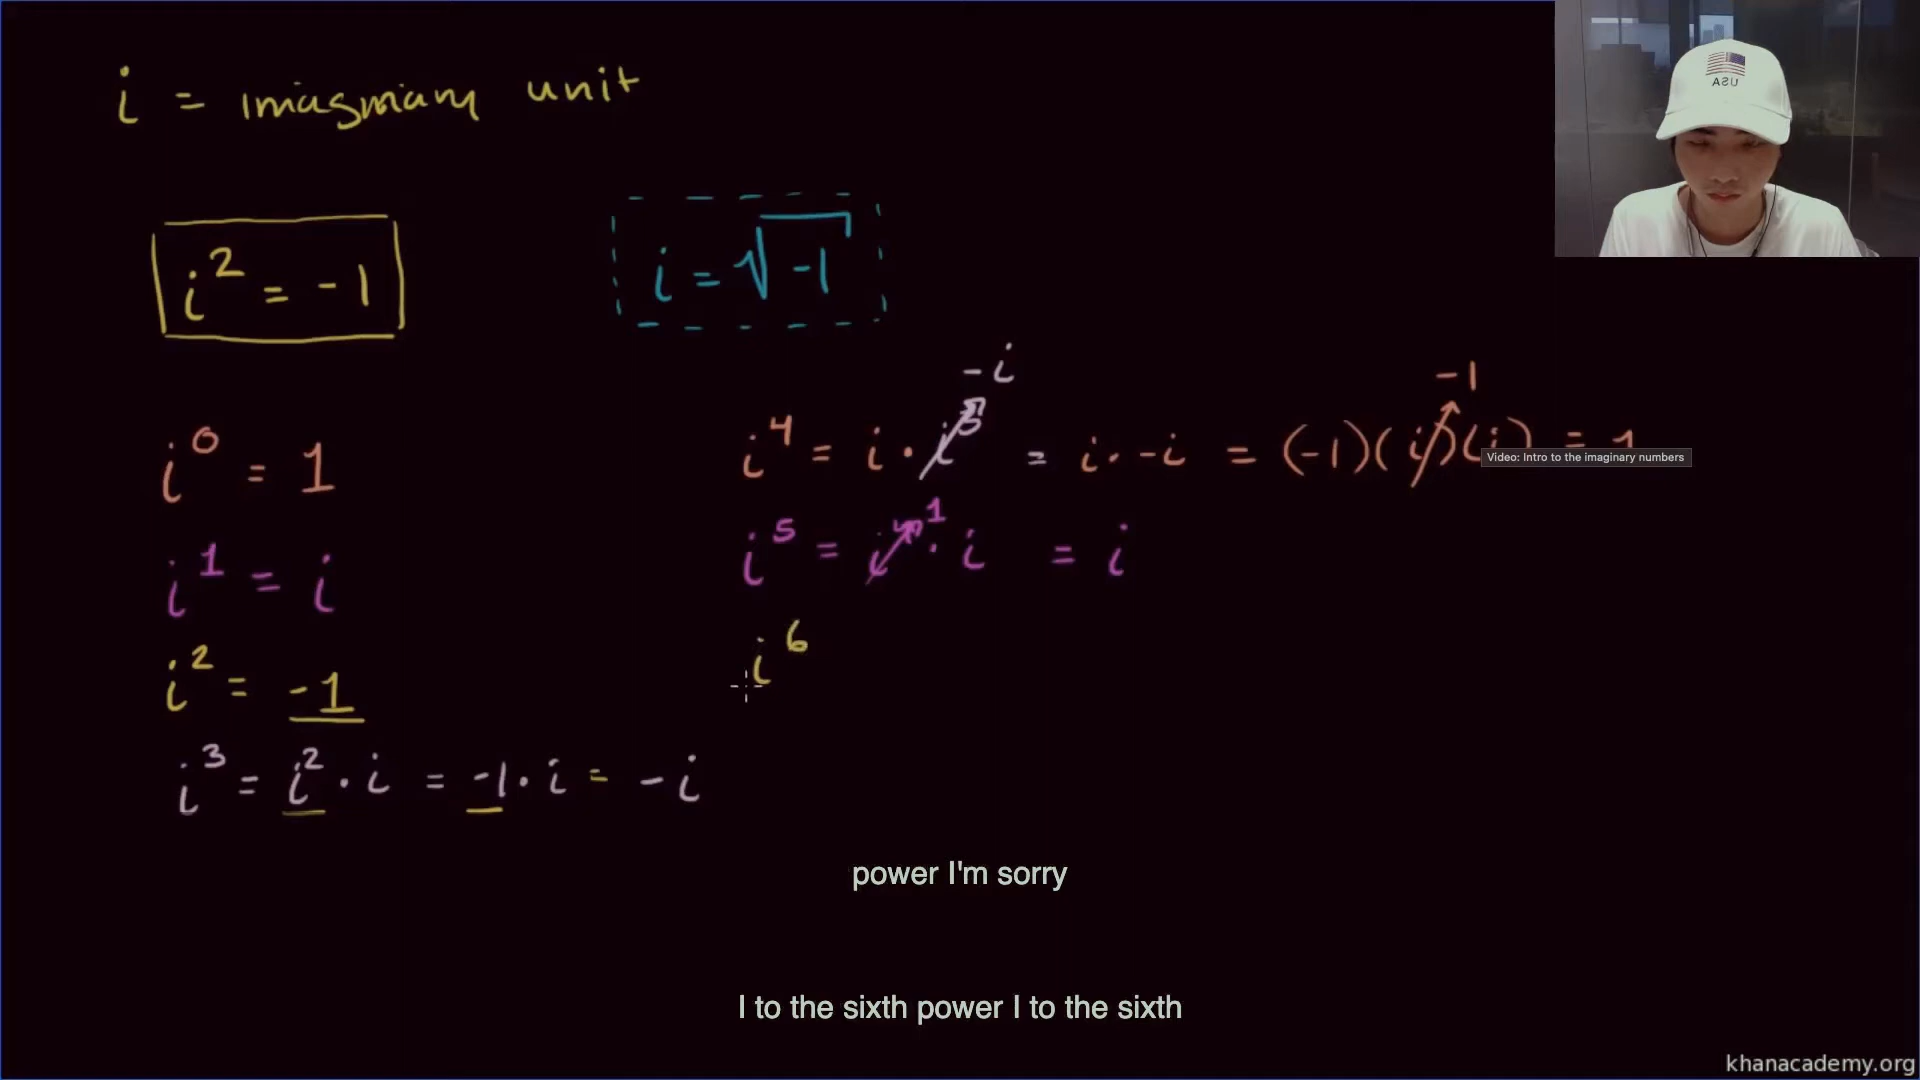 i = imaginary unit
USA
i² = -1
i = √-1
-i
-1
i⁰ = 1
i⁴ = i · i³ = i · -i = (-1)(i)(i) = 1
Video: Intro to the imaginary numbers
1
i¹ = i
i⁵ = i⁴ · i = i
i² = -1
i⁶
i³ = i² · i = -1 · i = -i
power I'm sorry
I to the sixth power I to the sixth
khanacademy.org